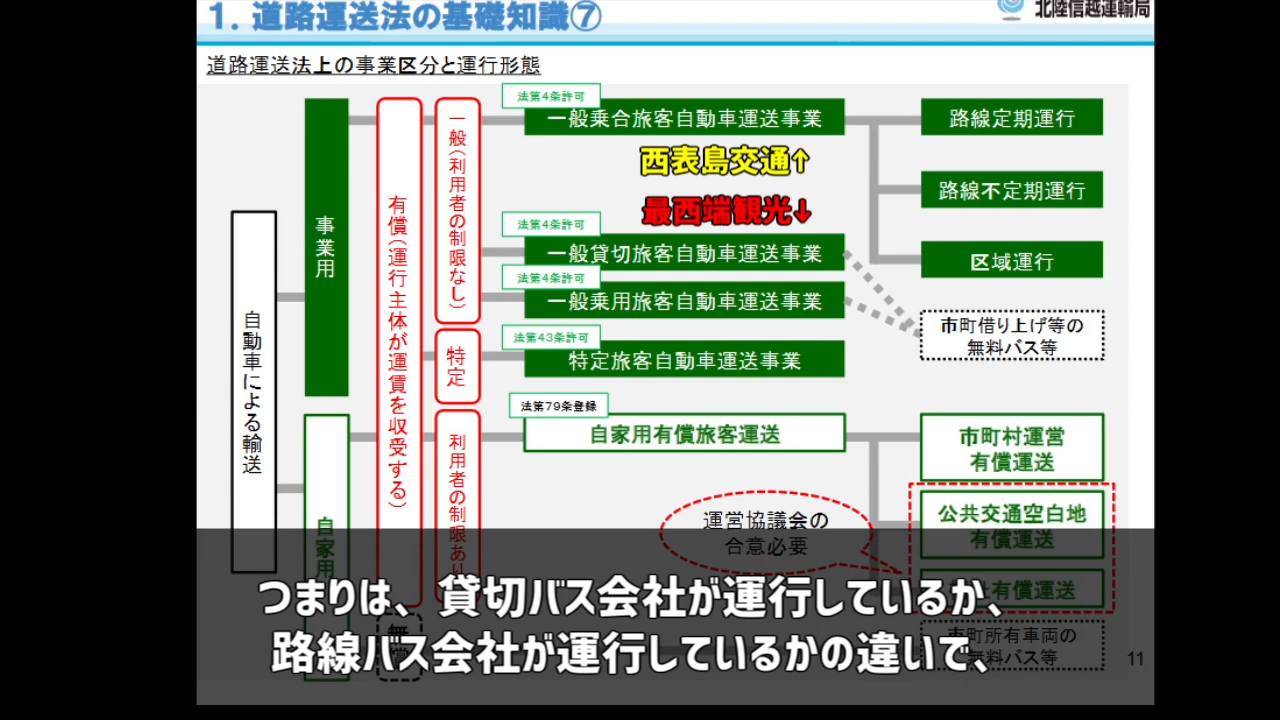 1. 道路運送法の基礎知識⑦
北陸信越運輸局
道路運送法上の事業区分と運行形態
自動車による輸送
事業用
自家用
有償(運行主体が運賃を収受する)
無
一般(利用者の制限なし)
特定
利用者の制限あり
法第4条許可
一般乗合旅客自動車運送事業
西表島交通↑
最西端観光↓
法第4条許可
一般貸切旅客自動車運送事業
法第4条許可
一般乗用旅客自動車運送事業
法第43条許可
特定旅客自動車運送事業
法第79条登録
自家用有償旅客運送
路線定期運行
路線不定期運行
区域運行
市町借り上げ等の
無料バス等
市町村運営
有償運送
公共交通空白地
有償運送
有償運送
市町所有車両の
無料バス等
運営協議会の
合意必要
つまりは、貸切バス会社が運行しているか、
路線バス会社が運行しているかの違いで、
11